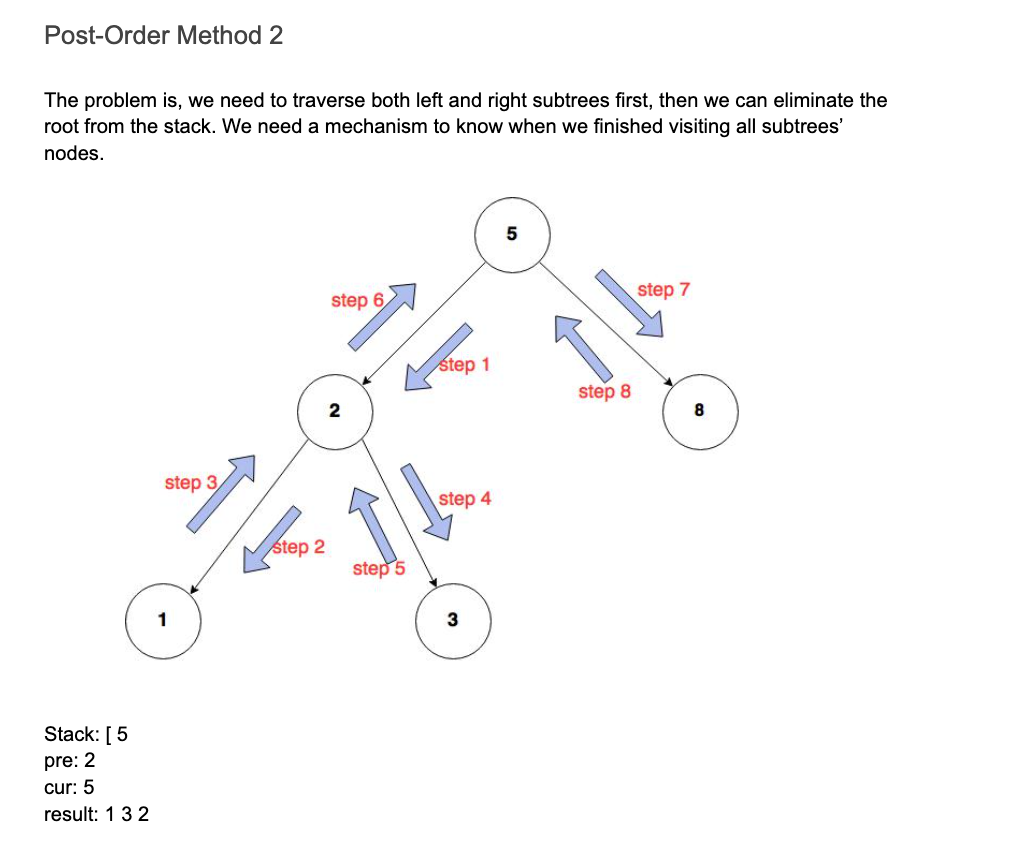 Post-Order Method 2
The problem is, we need to traverse both left and right subtrees first, then we can eliminate the
root from the stack. We need a mechanism to know when we finished visiting all subtrees’
nodes.
5
step 6
step 7
step 1
step 8
2
8
step 3
step 4
step 2
step 5
1
3
Stack: [ 5
pre: 2
cur: 5
result: 1 3 2